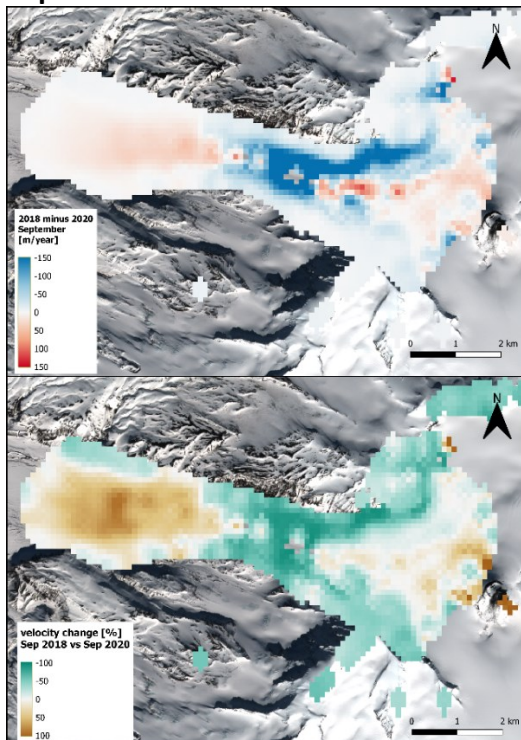 N
2018 minus 2020
September
[m/year]
-150
-100
-50
0
50
100
150
0 1 2 km
N
velocity change [%]
Sep 2018 vs Sep 2020
-100
-50
0
50
100
0 1 2 km